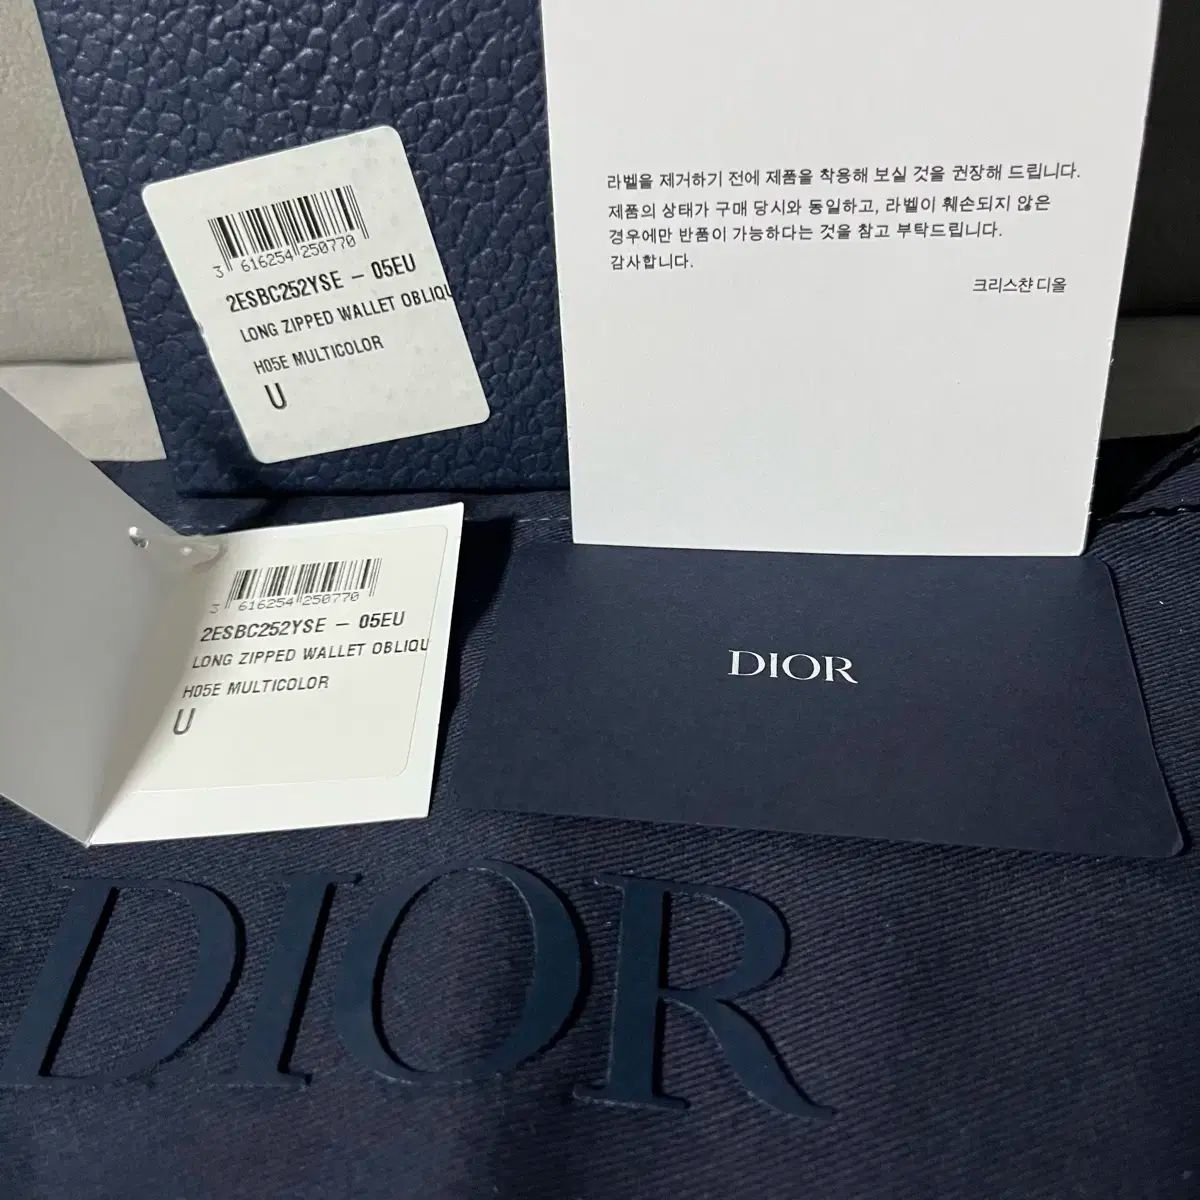 3 616254 250770
2ESBC252YSE - 05EU
LONG ZIPPED WALLET OBLIQU
H05E MULTICOLOR
U
라벨을 제거하기 전에 제품을 착용해 보실 것을 권장해 드립니다.
제품의 상태가 구매 당시와 동일하고, 라벨이 훼손되지 않은
경우에만 반품이 가능하다는 것을 참고 부탁드립니다.
감사합니다.
크리스챤 디올
3 616254 250770
2ESBC252YSE - 05EU
LONG ZIPPED WALLET OBLIQU
H05E MULTICOLOR
U
DIOR
DIOR